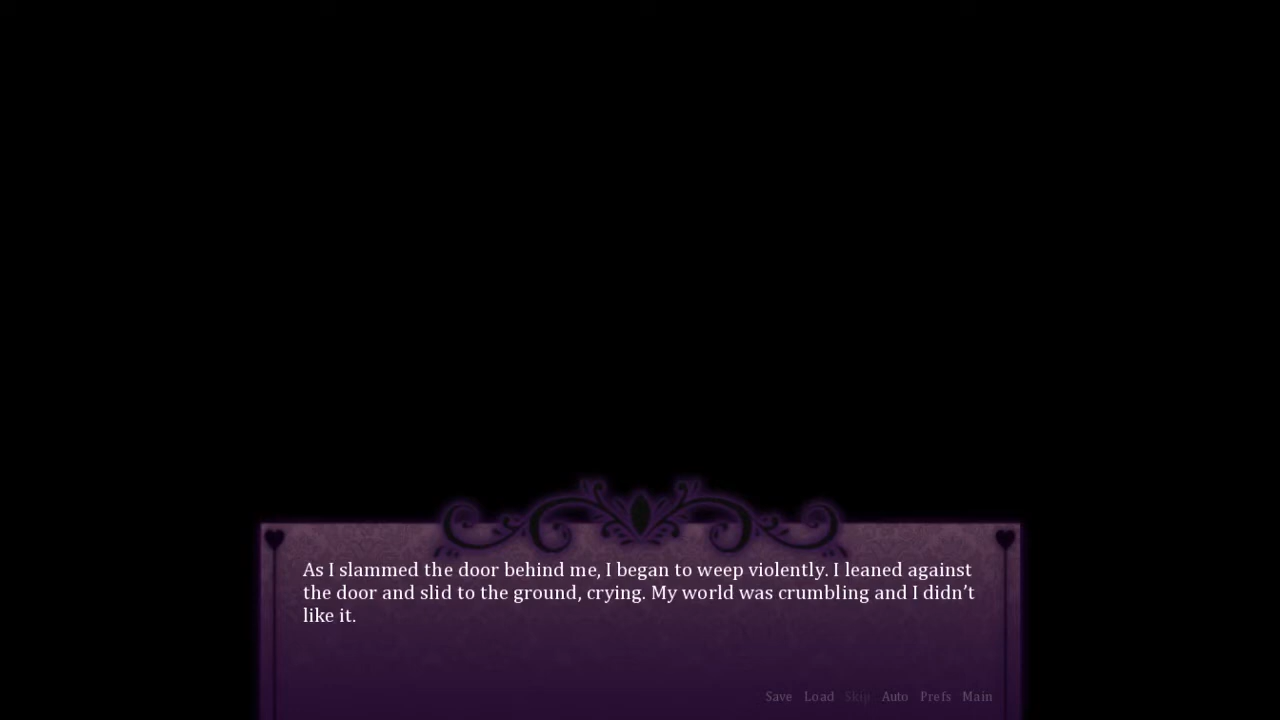 As I slammed the door behind me, I began to weep violently. I leaned against
the door and slid to the ground, crying. My world was crumbling and I didn’t
like it.
Save Load Skip Auto Prefs Main